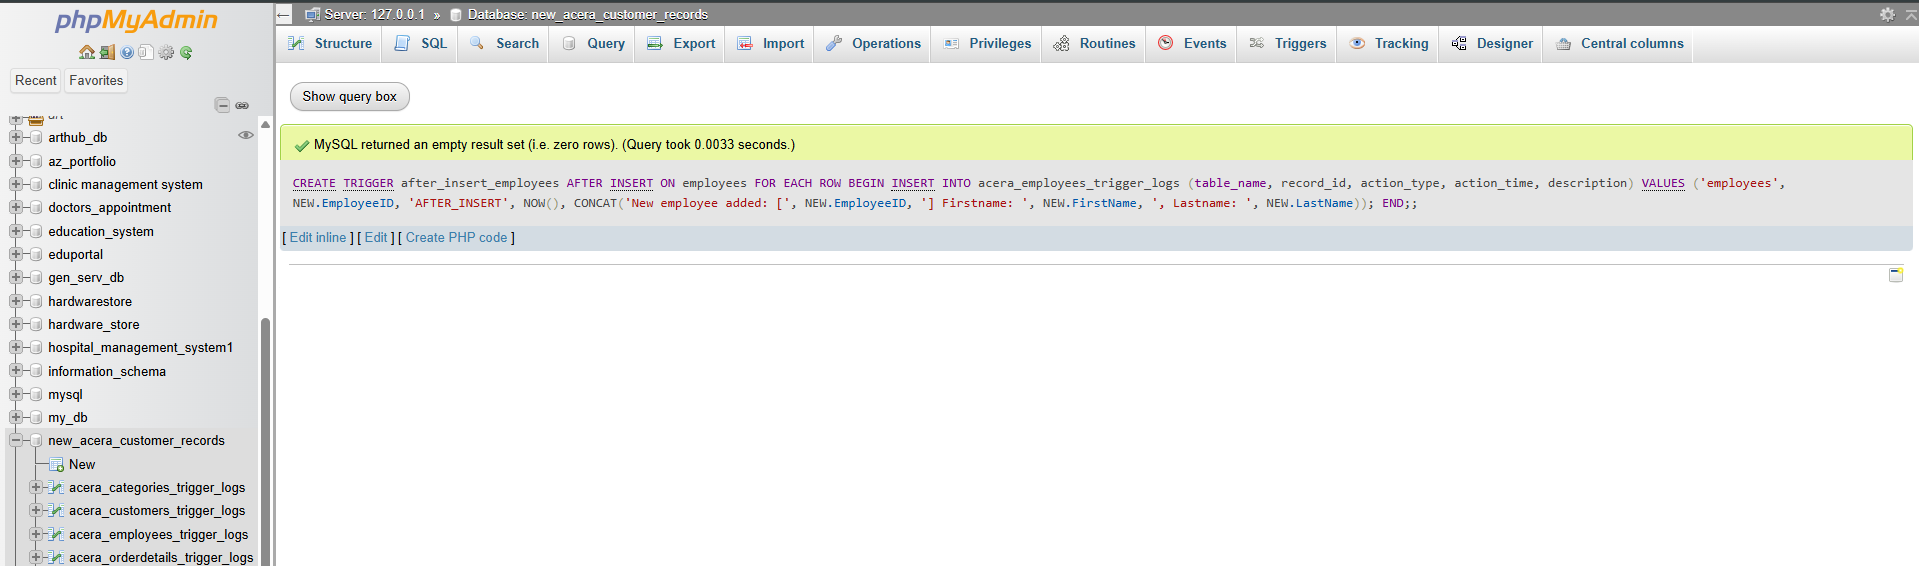 phpMyAdmin
Recent Favorites
art
arthub_db
az_portfolio
clinic management system
doctors_appointment
education_system
eduportal
gen_serv_db
hardwarestore
hardware_store
hospital_management_system1
information_schema
mysql
my_db
new_acera_customer_records
New
acera_categories_trigger_logs
acera_customers_trigger_logs
acera_employees_trigger_logs
acera_orderdetails_trigger_logs
Server: 127.0.0.1 » Database: new_acera_customer_records
Structure SQL Search Query Export Import Operations Privileges Routines Events Triggers Tracking Designer Central columns
Show query box
MySQL returned an empty result set (i.e. zero rows). (Query took 0.0033 seconds.)
CREATE TRIGGER after_insert_employees AFTER INSERT ON employees FOR EACH ROW BEGIN INSERT INTO acera_employees_trigger_logs (table_name, record_id, action_type, action_time, description) VALUES ('employees',
NEW.EmployeeID, 'AFTER_INSERT', NOW(), CONCAT('New employee added: [', NEW.EmployeeID, '] Firstname: ', NEW.FirstName, ', Lastname: ', NEW.LastName)); END;;
[ Edit inline ] [ Edit ] [ Create PHP code ]